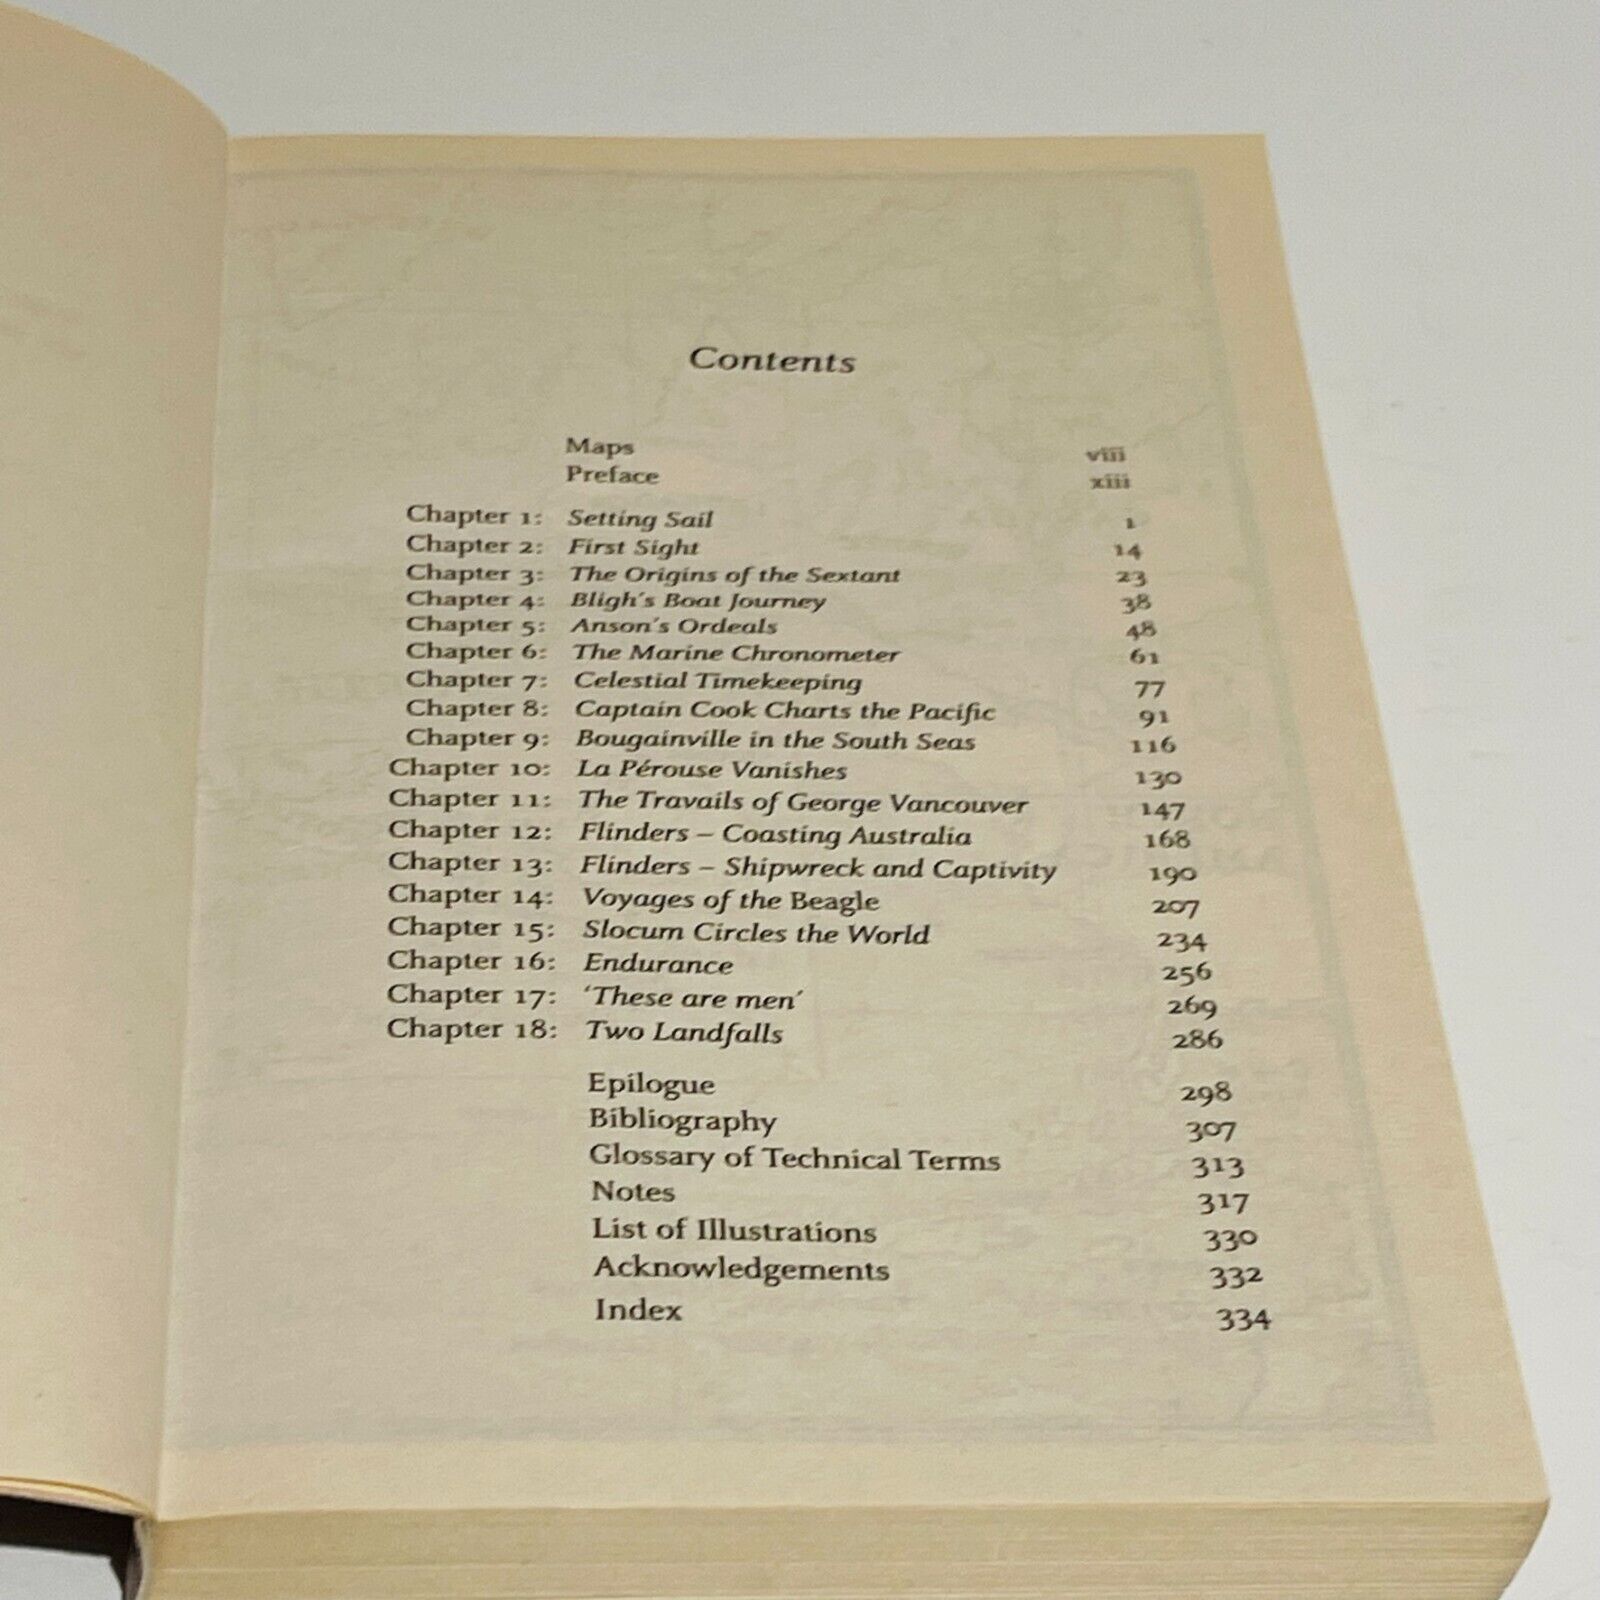 Contents
Maps viii
Preface xiii
Chapter 1: Setting Sail 1
Chapter 2: First Sight 14
Chapter 3: The Origins of the Sextant 23
Chapter 4: Bligh's Boat Journey 38
Chapter 5: Anson's Ordeals 48
Chapter 6: The Marine Chronometer 61
Chapter 7: Celestial Timekeeping 77
Chapter 8: Captain Cook Charts the Pacific 91
Chapter 9: Bougainville in the South Seas 116
Chapter 10: La Pérouse Vanishes 130
Chapter 11: The Travails of George Vancouver 147
Chapter 12: Flinders – Coasting Australia 168
Chapter 13: Flinders – Shipwreck and Captivity 190
Chapter 14: Voyages of the Beagle 207
Chapter 15: Slocum Circles the World 234
Chapter 16: Endurance 256
Chapter 17: ‘These are men’ 269
Chapter 18: Two Landfalls 286
Epilogue 298
Bibliography 307
Glossary of Technical Terms 313
Notes 317
List of Illustrations 330
Acknowledgements 332
Index 334